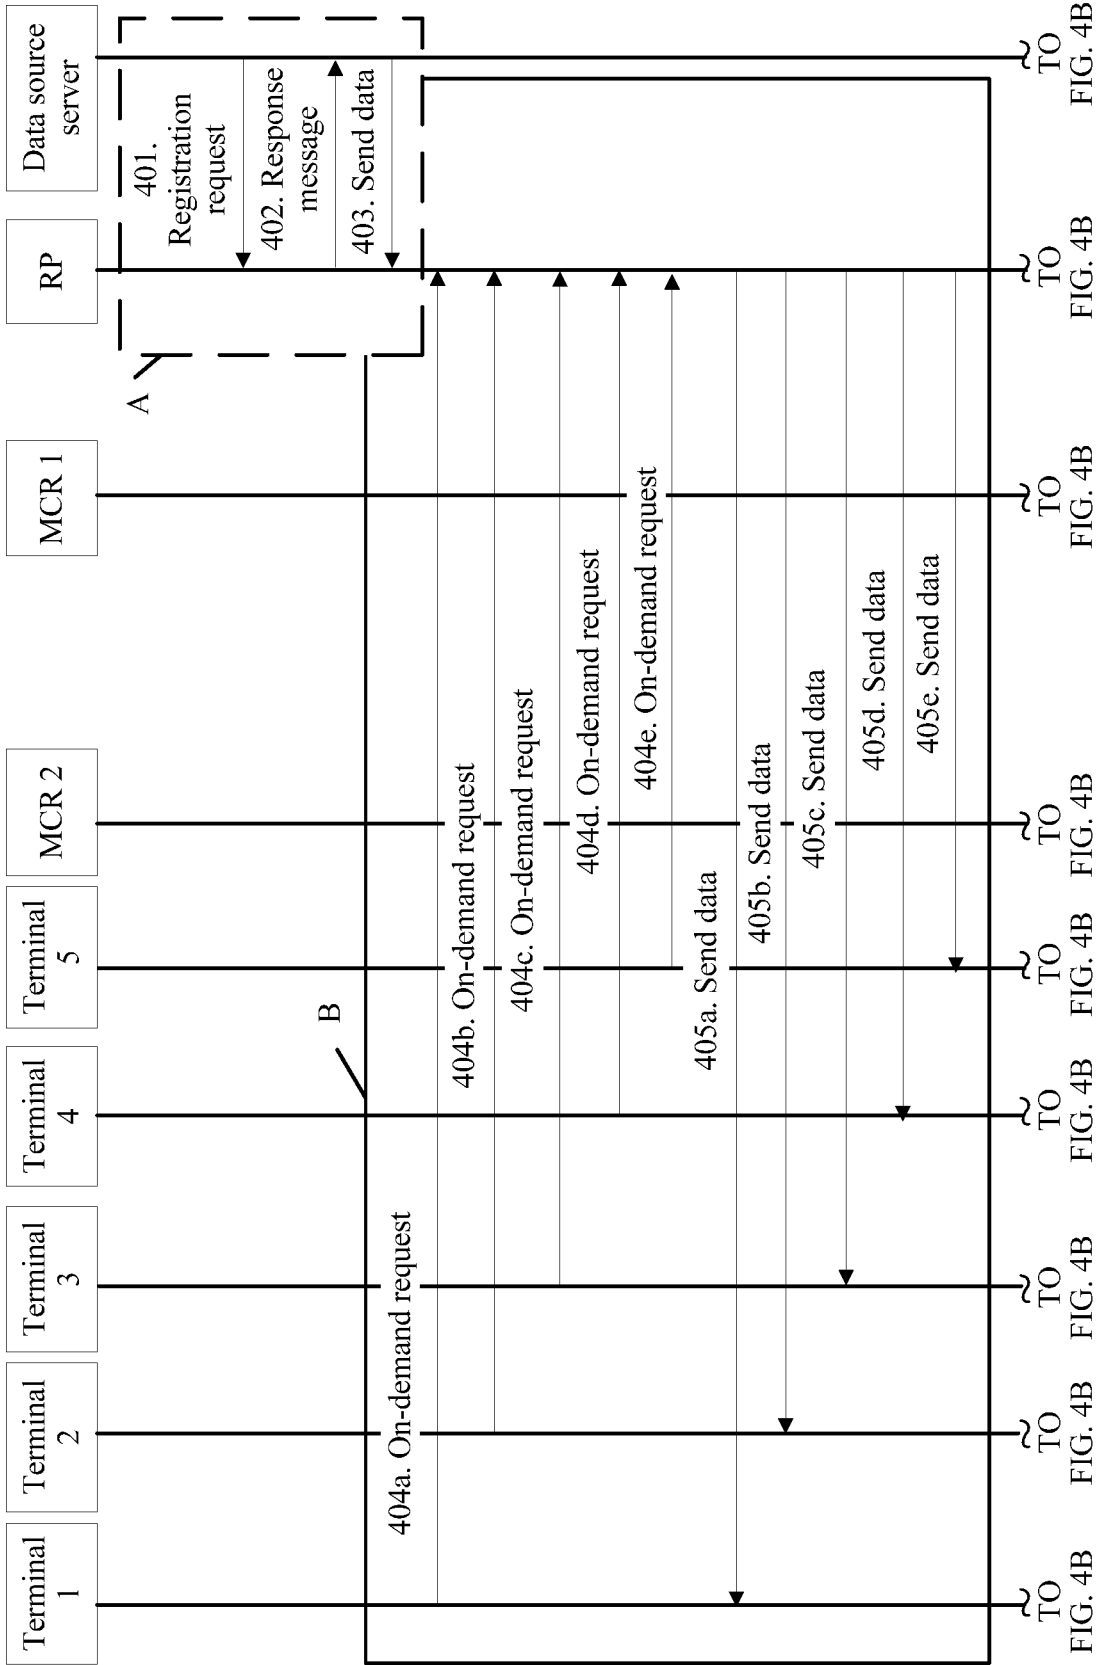 Terminal
1
Terminal
2
Terminal
3
Terminal
4
Terminal
5
MCR 2
MCR 1
RP
Data source
server
A
401.
Registration
request
402. Response
message
403. Send data
B
404a. On-demand request
404b. On-demand request
404c. On-demand request
404d. On-demand request
404e. On-demand request
405a. Send data
405b. Send data
405c. Send data
405d. Send data
405e. Send data
TO
FIG. 4B
TO
FIG. 4B
TO
FIG. 4B
TO
FIG. 4B
TO
FIG. 4B
TO
FIG. 4B
TO
FIG. 4B
TO
FIG. 4B
TO
FIG. 4B